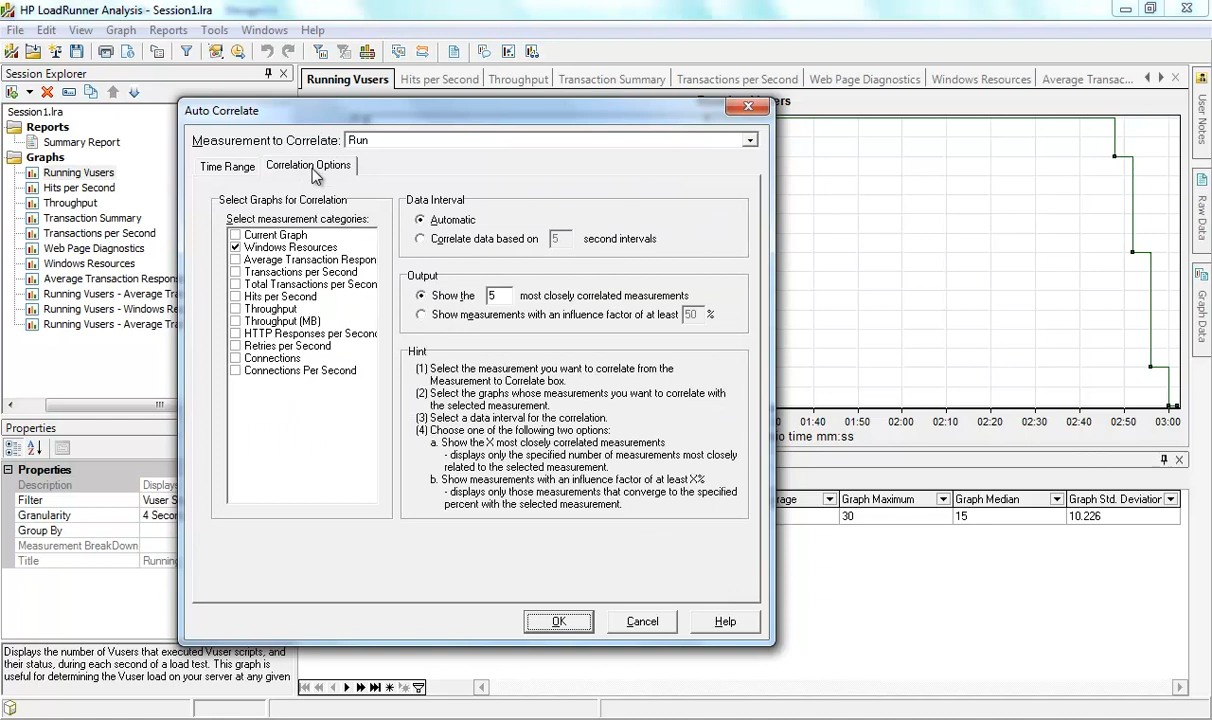 HP LoadRunner Analysis - Session1.lra
File Edit View Graph Reports Tools Windows Help
Session Explorer
Session1.lra
Reports
Summary Report
Graphs
Running Vusers
Hits per Second
Throughput
Transaction Summary
Transactions per Second
Web Page Diagnostics
Windows Resources
Average Transaction Respon
Running Vusers - Average Tra
Running Vusers - Windows Re
Running Vusers - Average Tra
Properties
Properties
Description Displays
Filter Vuser S
Granularity 4 Secon
Group By
Measurement BreakDown
Title Running
Displays the number of Vusers that executed Vuser scripts, and
their status, during each second of a load test. This graph is
useful for determining the Vuser load on your server at any given
Running Vusers Hits per Second Throughput Transaction Summary Transactions per Second Web Page Diagnostics Windows Resources Average Transac...
Auto Correlate
Measurement to Correlate: Run
Time Range Correlation Options
Select Graphs for Correlation
Select measurement categories:
Current Graph
Windows Resources
Average Transaction Respon
Transactions per Second
Total Transactions per Secon
Hits per Second
Throughput
Throughput (MB)
HTTP Responses per Second
Retries per Second
Connections
Connections Per Second
Data Interval
Automatic
Correlate data based on 5 second intervals
Output
Show the 5 most closely correlated measurements
Show measurements with an influence factor of at least 50 %
Hint
(1) Select the measurement you want to correlate from the
Measurement to Correlate box.
(2) Select the graphs whose measurements you want to correlate with
the selected measurement.
(3) Select a data interval for the correlation.
(4) Choose one of the following two options:
a. Show the X most closely correlated measurements
- displays only the specified number of measurements most closely
related to the selected measurement.
b. Show measurements with an influence factor of at least X%
- displays only those measurements that converge to the specified
percent with the selected measurement.
OK Cancel Help
01:40 01:50 02:00 02:10 02:20 02:30 02:40 02:50 03:00
io time mm:ss
rage Graph Maximum Graph Median Graph Std. Deviation
30 15 10.226
User Notes
Raw Data
Graph Data